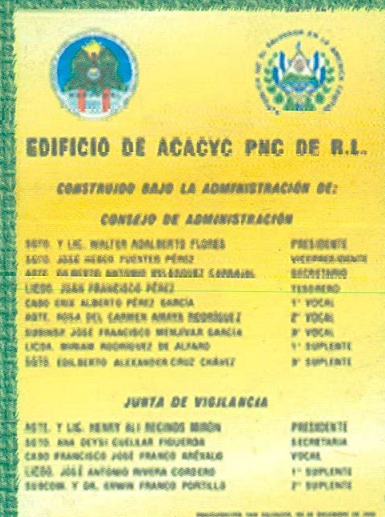 EDIFICIO DE ACACYC PNC DE R.L.
CONSTRUIDO BAJO LA ADMINISTRACIÓN DE:
CONSEJO DE ADMINISTRACIÓN
SGTO. Y LIC. WALTER ADALBERTO FLORES PRESIDENTE
SGTO. JOSÉ HEBER FUENTES PÉREZ VICEPRESIDENTE
AGTE. GILBERTO ANTONIO VELÁSQUEZ CARBAJAL SECRETARIO
LICDO. JUAN FRANCISCO PÉREZ TESORERO
CABO ERIK ALBERTO PÉREZ GARCÍA 1° VOCAL
AGTE. ROSA DEL CARMEN AMAYA RODRÍGUEZ 2° VOCAL
SUBINSP. JOSÉ FRANCISCO MENJIVAR GARCÍA 3° VOCAL
LICDA. MIRIAM RODRIGUEZ DE ALFARO 1° SUPLENTE
SGTO. EDILBERTO ALEXANDER CRUZ CHÁVEZ 3° SUPLENTE
JUNTA DE VIGILANCIA
AGTE. Y LIC. HENRY ALI RECINOS MIRÓN PRESIDENTE
SGTO. ANA DEYSI CUELLAR FIGUEROA SECRETARIA
CABO FRANCISCO JOSÉ FRANCO ARÉVALO VOCAL
LICDO. JOSÉ ANTONIO RIVERA CORDERO 1° SUPLENTE
SUBCOM. Y DR. ERWIN FRANCO PORTILLO 2° SUPLENTE